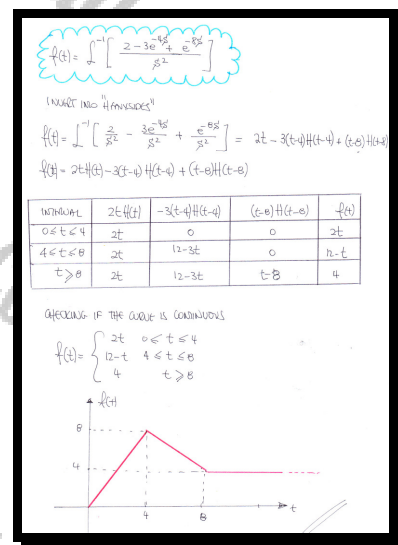 f(t) = ℒ⁻¹[ (2 - 3e^{-4s} + e^{-8s}) / s² ]
INVERT INTO "HEAVISIDES"
f(t) = ℒ⁻¹[ 2/s² - 3e^{-4s}/s² + e^{-8s}/s² ] = 2t - 3(t-4)H(t-4) + (t-8)H(t-8)
f(t) = 2tH(t) - 3(t-4)H(t-4) + (t-8)H(t-8)
INTERVAL 2tH(t) -3(t-4)H(t-4) (t-8)H(t-8) f(t)
0≤t≤4 2t 0 0 2t
4≤t≤8 2t 12-3t 0 12-t
t≥8 2t 12-3t t-8 4
CHECKING IF THE CURVE IS CONTINUOUS
f(t) = { 2t 0≤t≤4
12-t 4≤t≤8
4 t≥8
f(t)
8
4
t
4 8